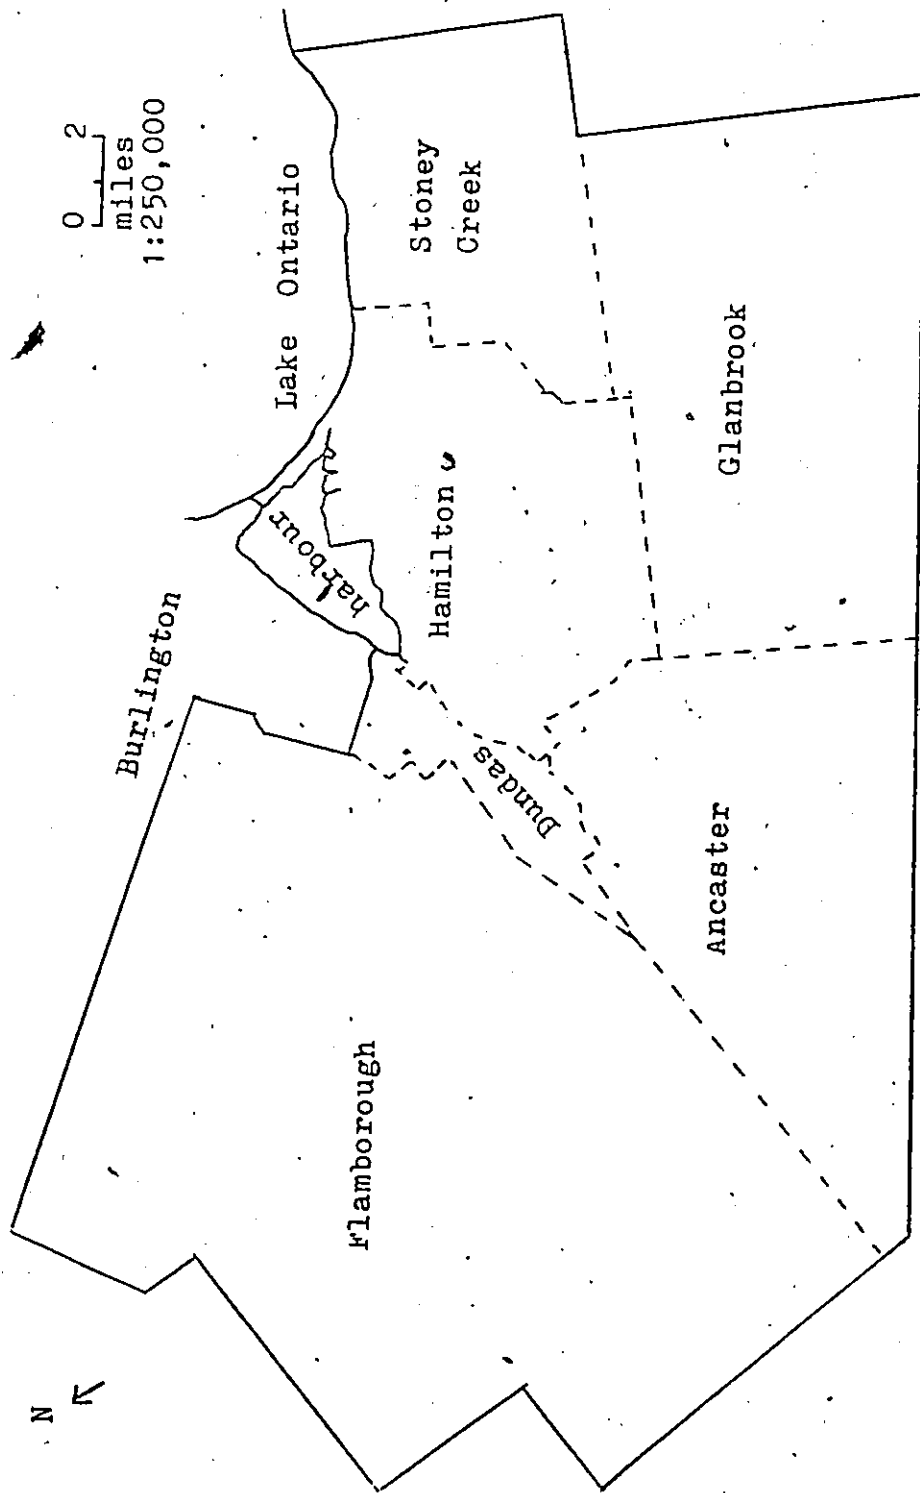 N
0 2
miles
1:250,000
Burlington
Lake Ontario
harbour
Stoney
Creek
Hamilton
Flamborough
Dundas
Glanbrook
Ancaster